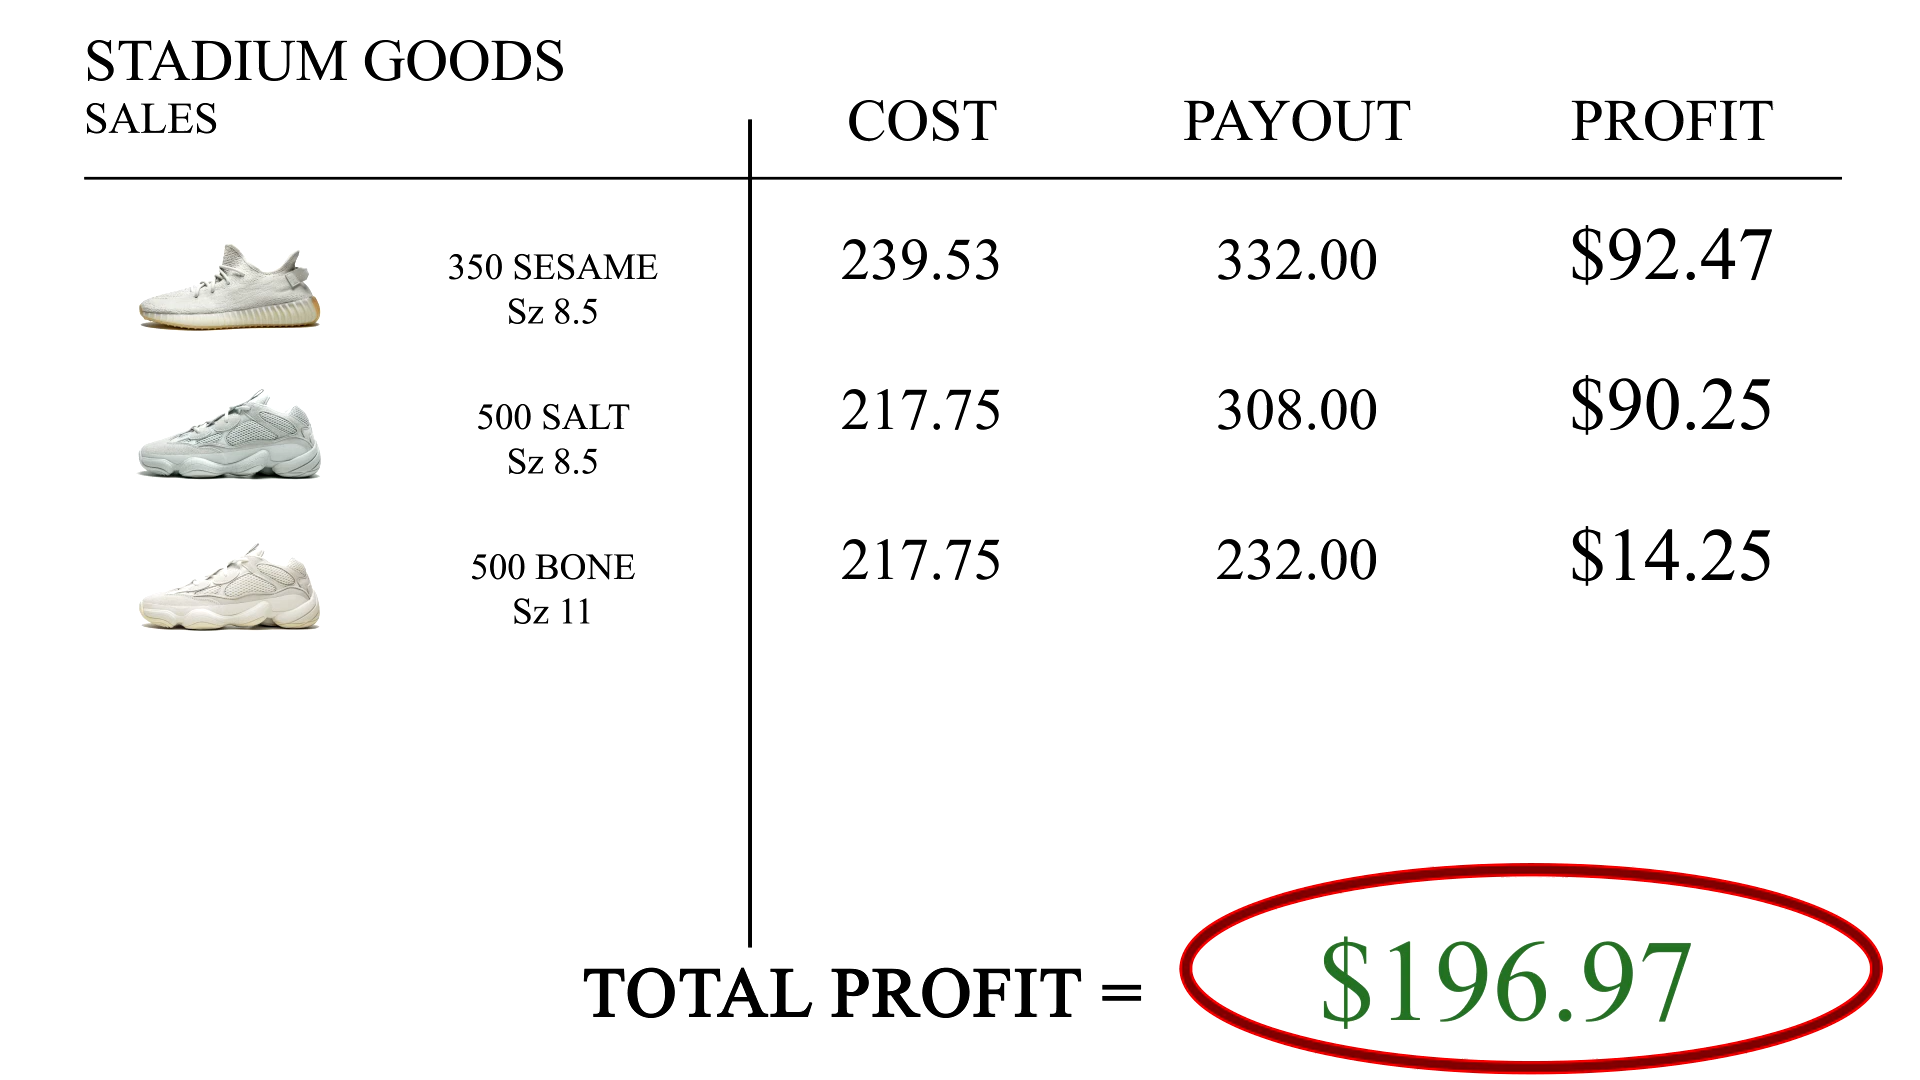 STADIUM GOODS
SALES
COST PAYOUT PROFIT
350 SESAME 239.53 332.00 $92.47
Sz 8.5
500 SALT 217.75 308.00 $90.25
Sz 8.5
500 BONE 217.75 232.00 $14.25
Sz 11
TOTAL PROFIT = $196.97